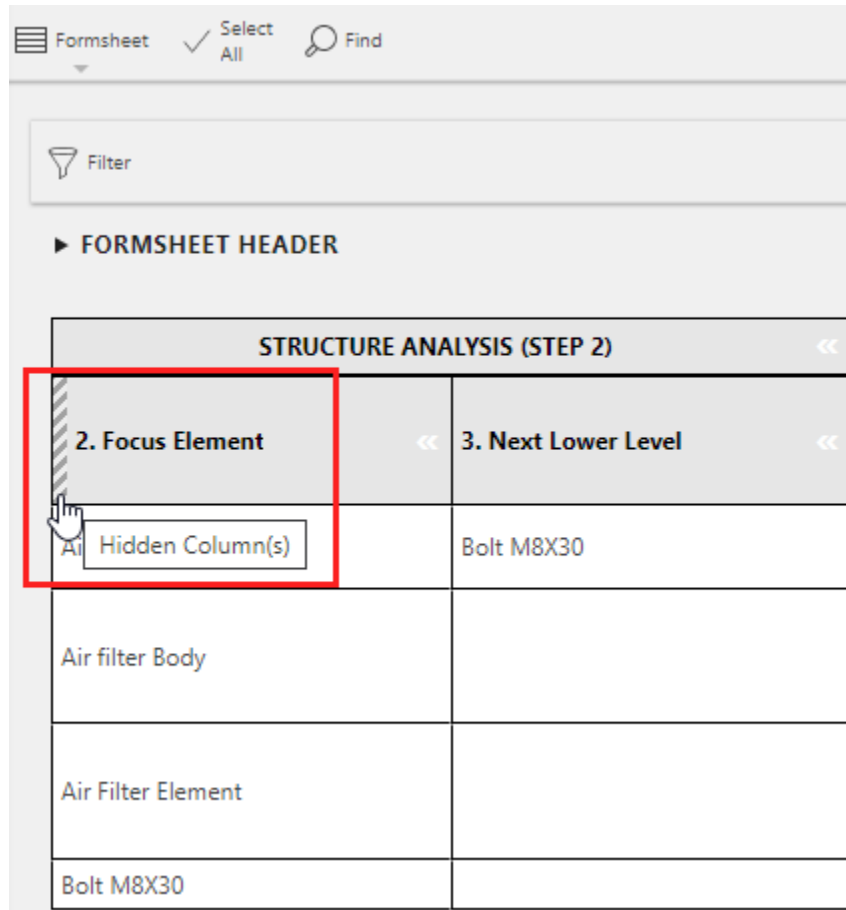 Formsheet
Select
All
Find
Filter
FORMSHEET HEADER
STRUCTURE ANALYSIS (STEP 2)
2. Focus Element
3. Next Lower Level
Hidden Column(s)
Bolt M8X30
Air filter Body
Air Filter Element
Bolt M8X30